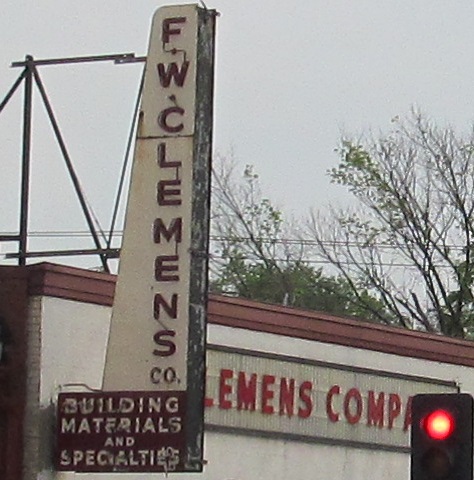 F.W. CLEMENS
CO.
BUILDING
MATERIALS
AND
SPECIALTIES
LEMENS COMPA